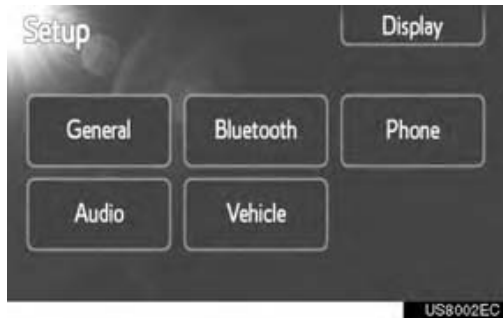 Setup
Display
General
Bluetooth
Phone
Audio
Vehicle
US8002EC